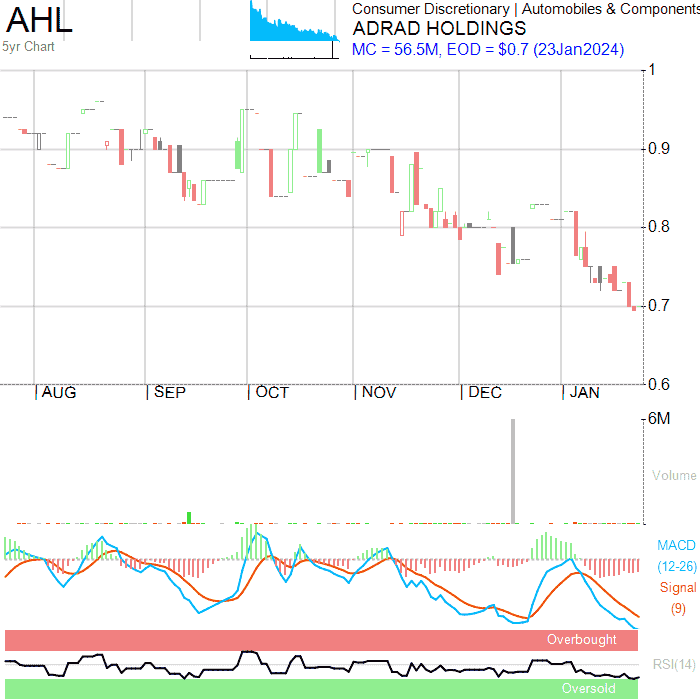 AHL
5yr Chart
Consumer Discretionary | Automobiles & Components
ADRAD HOLDINGS
MC = 56.5M, EOD = $0.7 (23Jan2024)
1
0.9
0.8
0.7
0.6
AUG SEP OCT NOV DEC JAN
6M
Volume
MACD
(12-26)
Signal
(9)
Overbought
RSI(14)
Oversold